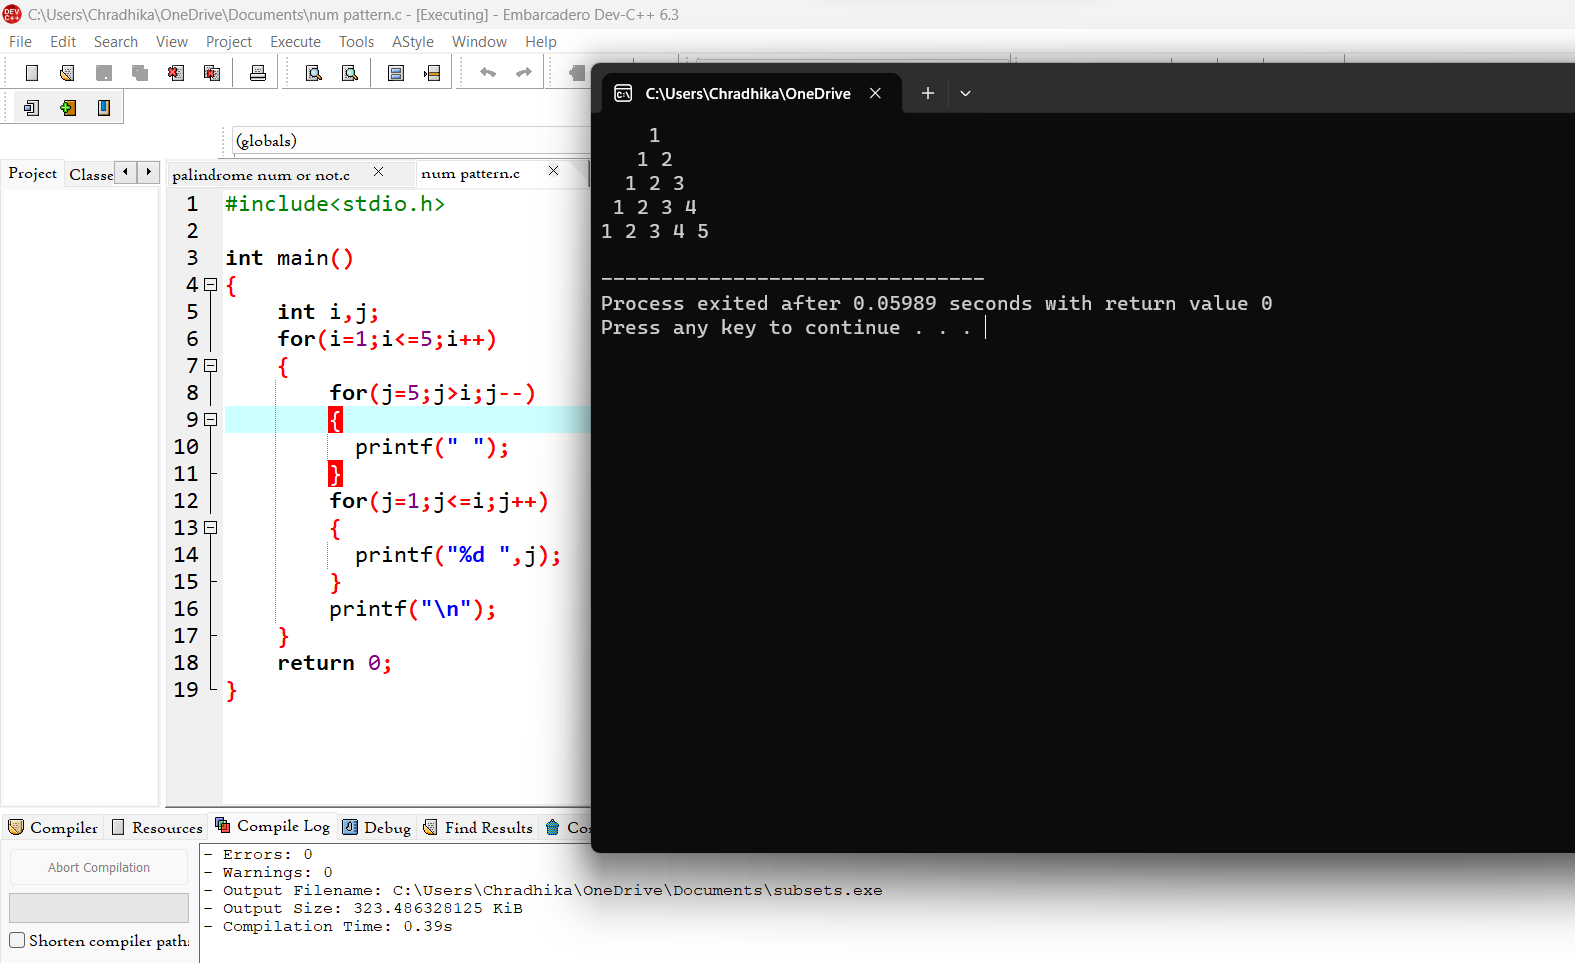 C:\Users\Chradhika\OneDrive\Documents\num pattern.c - [Executing] - Embarcadero Dev-C++ 6.3
File Edit Search View Project Execute Tools AStyle Window Help
(globals)
Project Classe
palindrome num or not.c num pattern.c
1 #include<stdio.h>
2
3 int main()
4 {
5 int i,j;
6 for(i=1;i<=5;i++)
7 {
8 for(j=5;j>i;j--)
9 {
10 printf(" ");
11 }
12 for(j=1;j<=i;j++)
13 {
14 printf("%d ",j);
15 }
16 printf("\n");
17 }
18 return 0;
19 }
C:\Users\Chradhika\OneDrive
1
1 2
1 2 3
1 2 3 4
1 2 3 4 5
--------------------------------
Process exited after 0.05989 seconds with return value 0
Press any key to continue . . .
Compiler Resources Compile Log Debug Find Results Co
Abort Compilation
Shorten compiler path
- Errors: 0
- Warnings: 0
- Output Filename: C:\Users\Chradhika\OneDrive\Documents\subsets.exe
- Output Size: 323.486328125 KiB
- Compilation Time: 0.39s